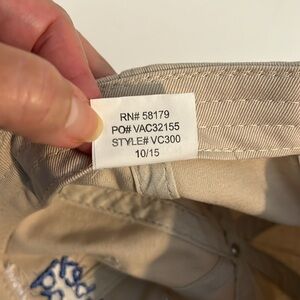 RN# 58179
PO# VAC32155
STYLE# VC300
10/15